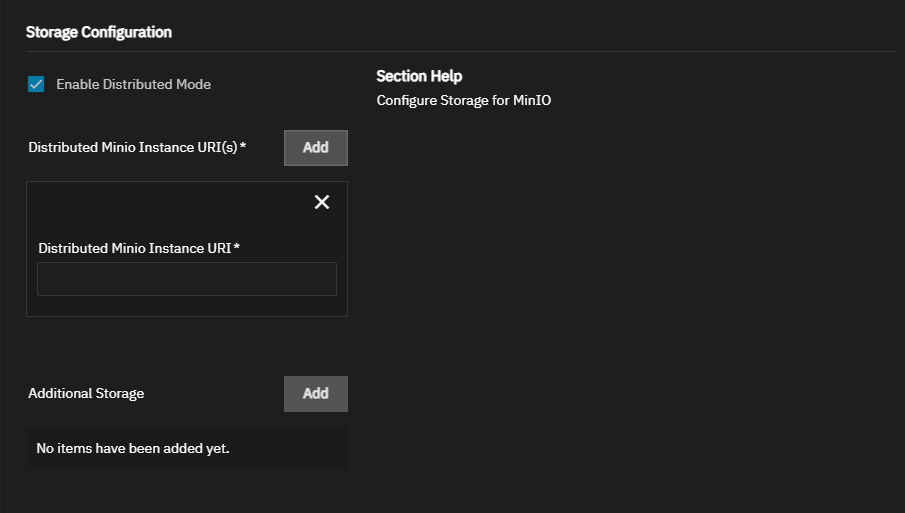 Storage Configuration
Enable Distributed Mode
Section Help
Configure Storage for MinIO
Distributed Minio Instance URI(s) *
Add
Distributed Minio Instance URI *
Additional Storage
Add
No items have been added yet.